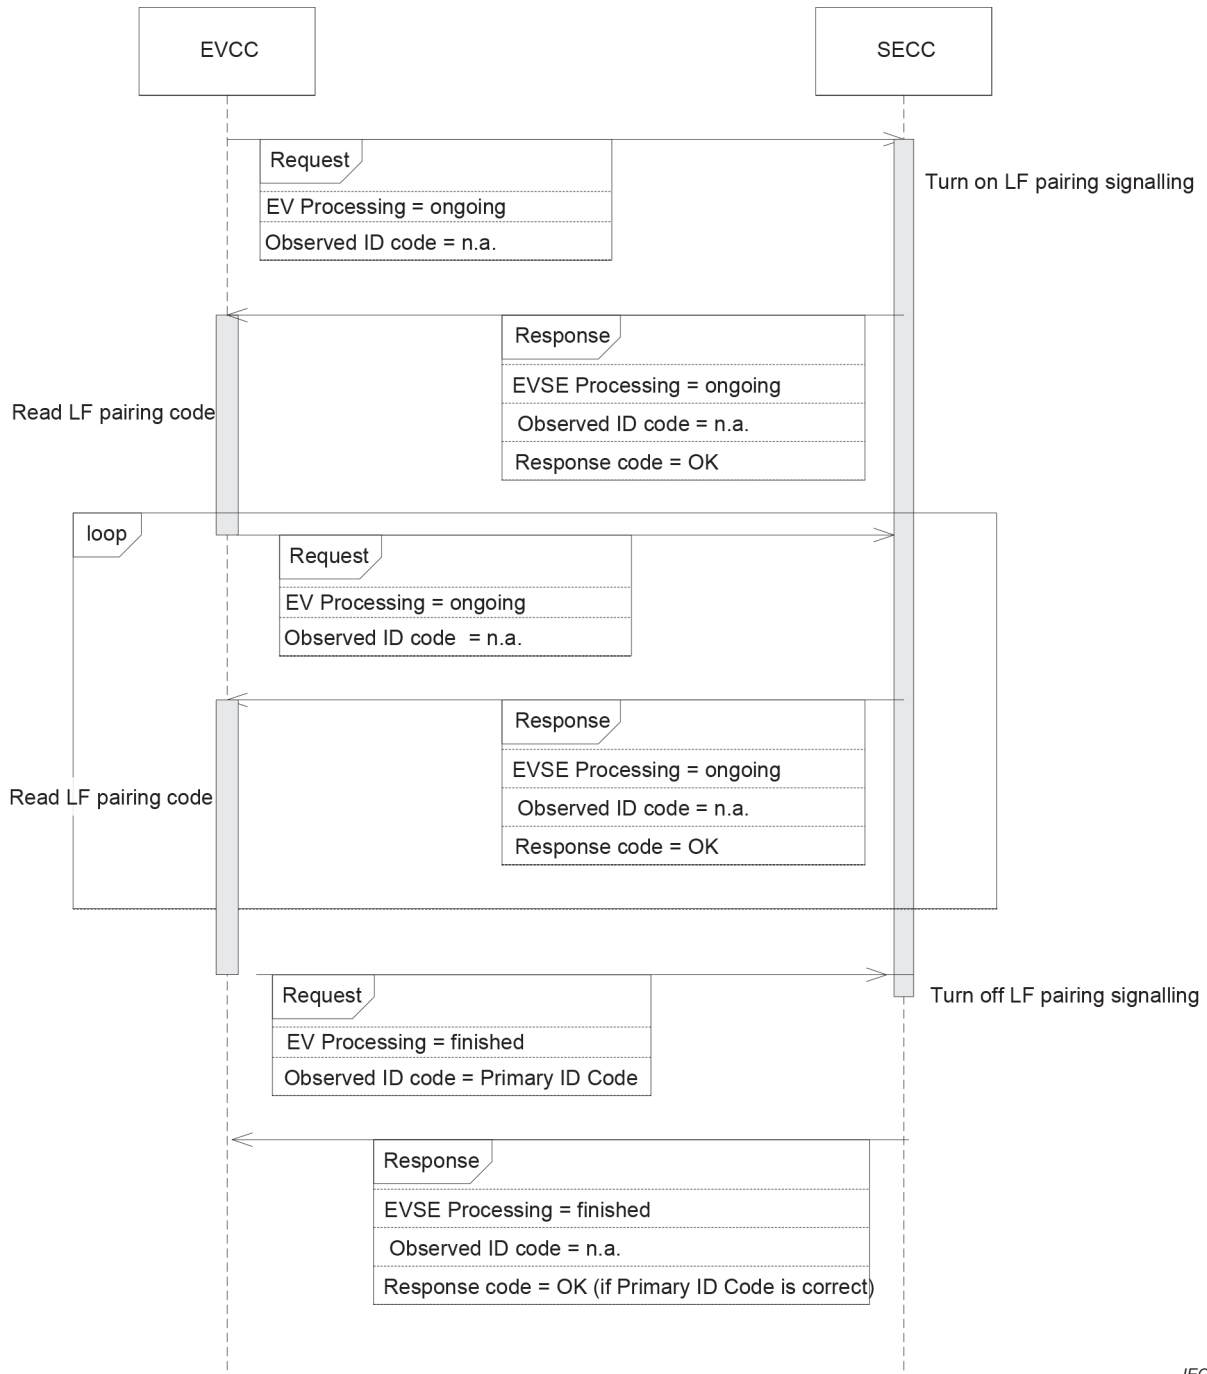 EVCC
SECC
Request
Turn on LF pairing signalling
EV Processing = ongoing
Observed ID code = n.a.
Response
EVSE Processing = ongoing
Read LF pairing code
Observed ID code = n.a.
Response code = OK
loop
Request
EV Processing = ongoing
Observed ID code = n.a.
Response
EVSE Processing = ongoing
Read LF pairing code
Observed ID code = n.a.
Response code = OK
Request
Turn off LF pairing signalling
EV Processing = finished
Observed ID code = Primary ID Code
Response
EVSE Processing = finished
Observed ID code = n.a.
Response code = OK (if Primary ID Code is correct)